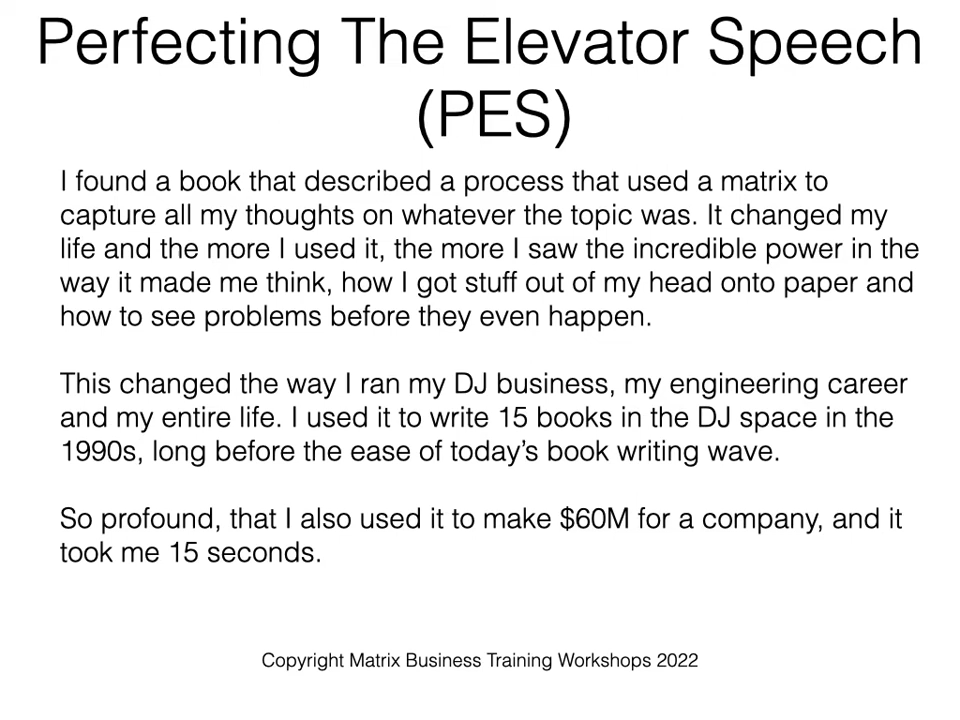 Perfecting The Elevator Speech
(PES)
I found a book that described a process that used a matrix to
capture all my thoughts on whatever the topic was. It changed my
life and the more I used it, the more I saw the incredible power in the
way it made me think, how I got stuff out of my head onto paper and
how to see problems before they even happen.
This changed the way I ran my DJ business, my engineering career
and my entire life. I used it to write 15 books in the DJ space in the
1990s, long before the ease of today’s book writing wave.
So profound, that I also used it to make $60M for a company, and it
took me 15 seconds.
Copyright Matrix Business Training Workshops 2022